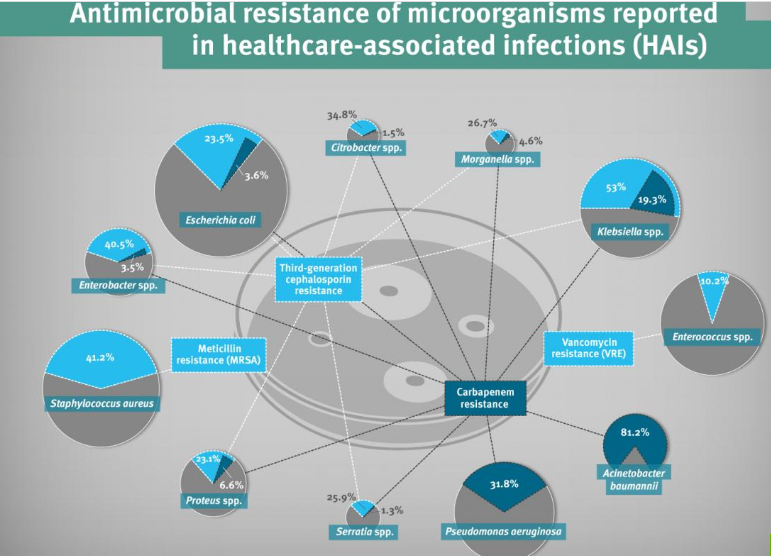 Antimicrobial resistance of microorganisms reported
in healthcare-associated infections (HAIs)
34.8%
1.5%
Citrobacter spp.
26.7%
4.6%
Morganella spp.
23.5%
3.6%
Escherichia coli
53%
19.3%
Klebsiella spp.
40.5%
3.5%
Enterobacter spp.
Third-generation
cephalosporin
resistance
10.2%
Enterococcus spp.
41.2%
Staphylococcus aureus
Meticillin
resistance (MRSA)
Vancomycin
resistance (VRE)
Carbapenem
resistance
81.2%
Acinetobacter
baumannii
23.1%
6.6%
Proteus spp.
25.9%
1.3%
Serratia spp.
31.8%
Pseudomonas aeruginosa